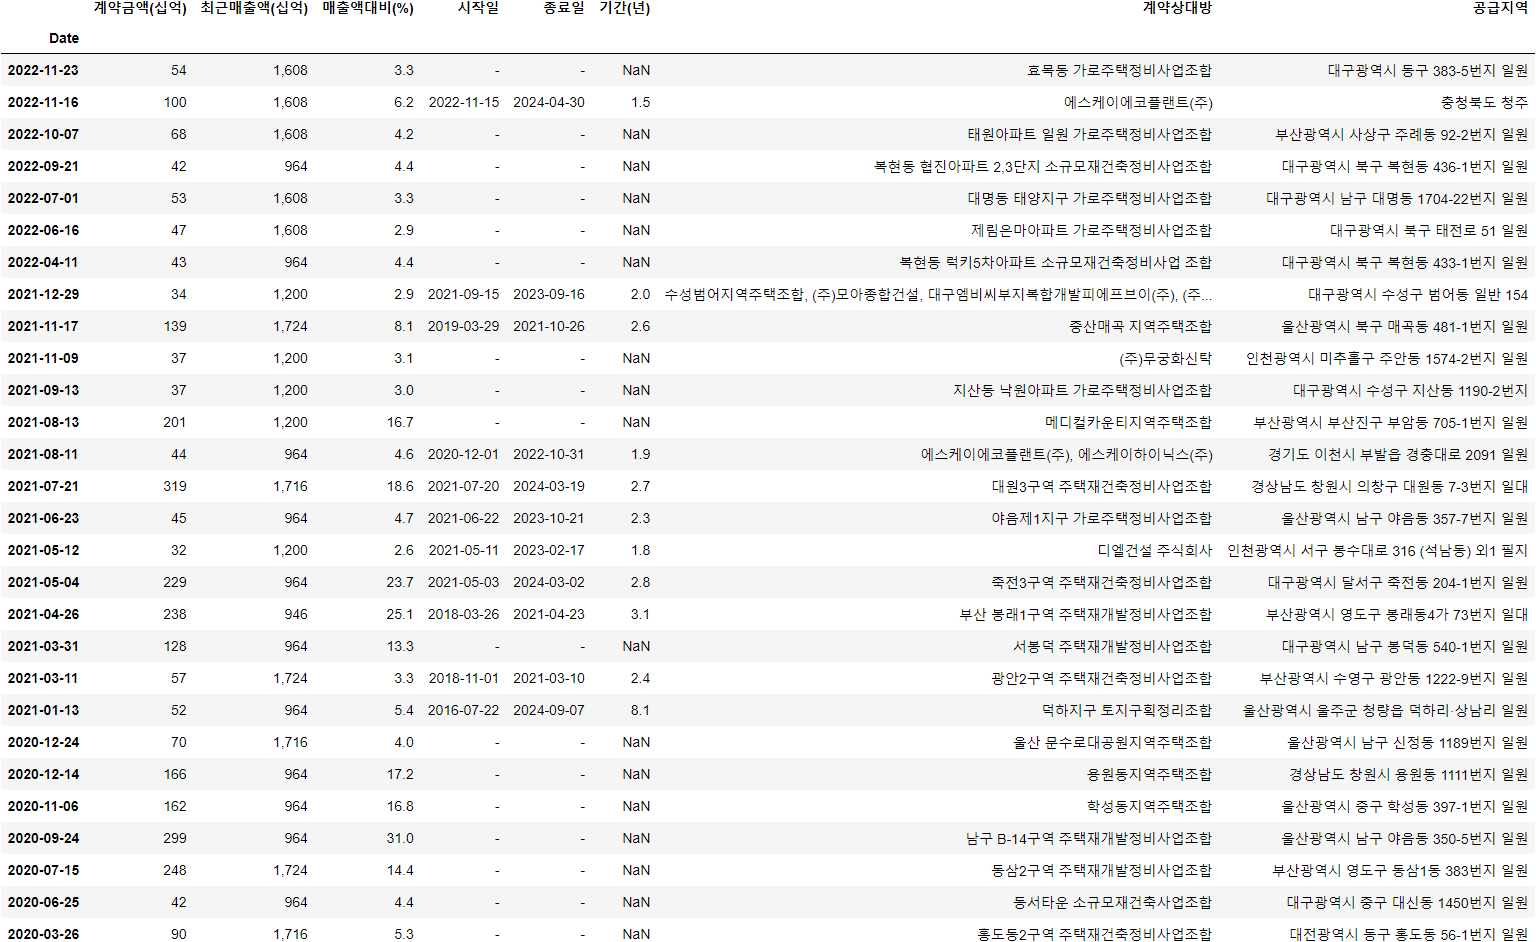 계약금액(십억) 최근매출액(십억) 매출액대비(%) 시작일 종료일 기간(년) 계약상대방 공급지역
Date
2022-11-23 54 1,608 3.3 - - NaN 효목동 가로주택정비사업조합 대구광역시 동구 383-5번지 일원
2022-11-16 100 1,608 6.2 2022-11-15 2024-04-30 1.5 에스케이에코플랜트(주) 충청북도 청주
2022-10-07 68 1,608 4.2 - - NaN 태원아파트 일원 가로주택정비사업조합 부산광역시 사상구 주례동 92-2번지 일원
2022-09-21 42 964 4.4 - - NaN 복현동 협진아파트 2,3단지 소규모재건축정비사업조합 대구광역시 북구 복현동 436-1번지 일원
2022-07-01 53 1,608 3.3 - - NaN 대명동 태양지구 가로주택정비사업조합 대구광역시 남구 대명동 1704-22번지 일원
2022-06-16 47 1,608 2.9 - - NaN 제림은마아파트 가로주택정비사업조합 대구광역시 북구 태전로 51 일원
2022-04-11 43 964 4.4 - - NaN 복현동 럭키5차아파트 소규모재건축정비사업 조합 대구광역시 북구 복현동 433-1번지 일원
2021-12-29 34 1,200 2.9 2021-09-15 2023-09-16 2.0 수성범어지역주택조합, (주)모아종합건설, 대구엠비씨부지복합개발피에프브이(주), (주... 대구광역시 수성구 범어동 일반 154
2021-11-17 139 1,724 8.1 2019-03-29 2021-10-26 2.6 중산매곡 지역주택조합 울산광역시 북구 매곡동 481-1번지 일원
2021-11-09 37 1,200 3.1 - - NaN (주)무궁화신탁 인천광역시 미추홀구 주안동 1574-2번지 일원
2021-09-13 37 1,200 3.0 - - NaN 지산동 낙원아파트 가로주택정비사업조합 대구광역시 수성구 지산동 1190-2번지
2021-08-13 201 1,200 16.7 - - NaN 메디컬카운티지역주택조합 부산광역시 부산진구 부암동 705-1번지 일원
2021-08-11 44 964 4.6 2020-12-01 2022-10-31 1.9 에스케이에코플랜트(주), 에스케이하이닉스(주) 경기도 이천시 부발읍 경충대로 2091 일원
2021-07-21 319 1,716 18.6 2021-07-20 2024-03-19 2.7 대원3구역 주택재건축정비사업조합 경상남도 창원시 의창구 대원동 7-3번지 일대
2021-06-23 45 964 4.7 2021-06-22 2023-10-21 2.3 야음제1지구 가로주택정비사업조합 울산광역시 남구 야음동 357-7번지 일원
2021-05-12 32 1,200 2.6 2021-05-11 2023-02-17 1.8 디엘건설 주식회사 인천광역시 서구 봉수대로 316 (석남동) 외1 필지
2021-05-04 229 964 23.7 2021-05-03 2024-03-02 2.8 죽전3구역 주택재건축정비사업조합 대구광역시 달서구 죽전동 204-1번지 일원
2021-04-26 238 946 25.1 2018-03-26 2021-04-23 3.1 부산 봉래1구역 주택재개발정비사업조합 부산광역시 영도구 봉래동4가 73번지 일대
2021-03-31 128 964 13.3 - - NaN 서봉덕 주택재개발정비사업조합 대구광역시 남구 봉덕동 540-1번지 일원
2021-03-11 57 1,724 3.3 2018-11-01 2021-03-10 2.4 광안2구역 주택재건축정비사업조합 부산광역시 수영구 광안동 1222-9번지 일원
2021-01-13 52 964 5.4 2016-07-22 2024-09-07 8.1 덕하지구 토지구획정리조합 울산광역시 울주군 청량읍 덕하리·상남리 일원
2020-12-24 70 1,716 4.0 - - NaN 울산 문수로대공원지역주택조합 울산광역시 남구 신정동 1189번지 일원
2020-12-14 166 964 17.2 - - NaN 용원동지역주택조합 경상남도 창원시 용원동 1111번지 일원
2020-11-06 162 964 16.8 - - NaN 학성동지역주택조합 울산광역시 중구 학성동 397-1번지 일원
2020-09-24 299 964 31.0 - - NaN 남구 B-14구역 주택재개발정비사업조합 울산광역시 남구 야음동 350-5번지 일원
2020-07-15 248 1,724 14.4 - - NaN 동삼2구역 주택재개발정비사업조합 부산광역시 영도구 동삼1동 383번지 일원
2020-06-25 42 964 4.4 - - NaN 동서타운 소규모재건축사업조합 대구광역시 중구 대신동 1450번지 일원
2020-03-26 90 1,716 5.3 - - NaN 홍도동2구역 주택재건축정비사업조합 대전광역시 동구 홍도동 56-1번지 일원